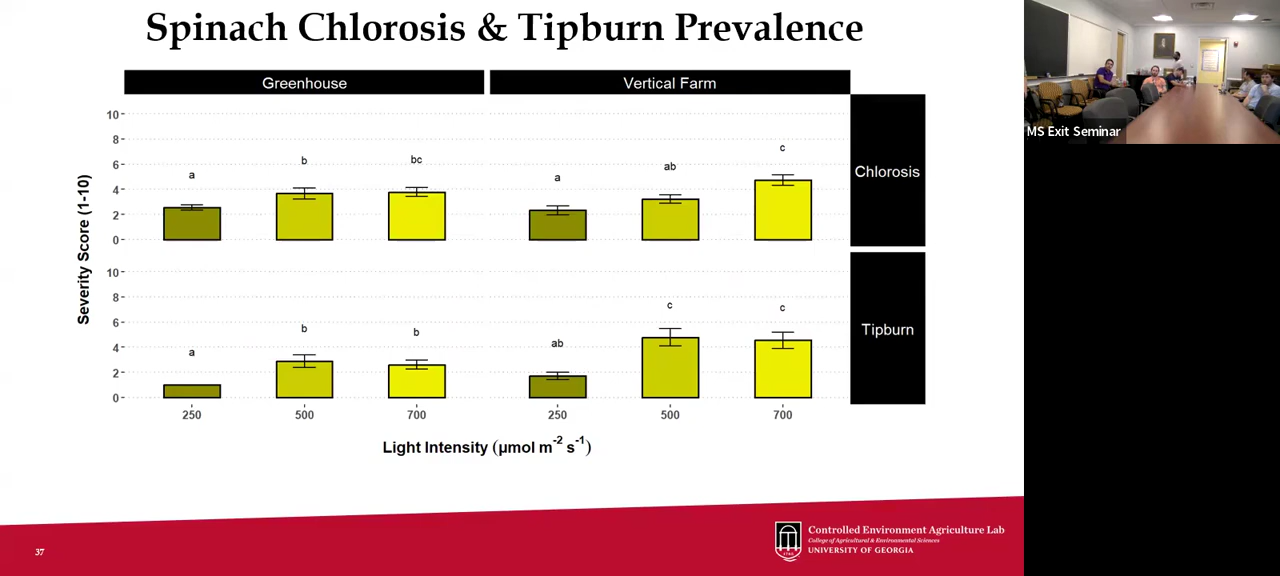 Spinach Chlorosis & Tipburn Prevalence
Greenhouse
Vertical Farm
Severity Score (1-10)
10
8
6
4
2
0
a
b
bc
a
ab
c
Chlorosis
10
8
6
4
2
0
a
b
b
ab
c
c
Tipburn
250
500
700
250
500
700
Light Intensity (μmol m⁻² s⁻¹)
37
1785
Controlled Environment Agriculture Lab
College of Agricultural & Environmental Sciences
UNIVERSITY OF GEORGIA
MS Exit Seminar